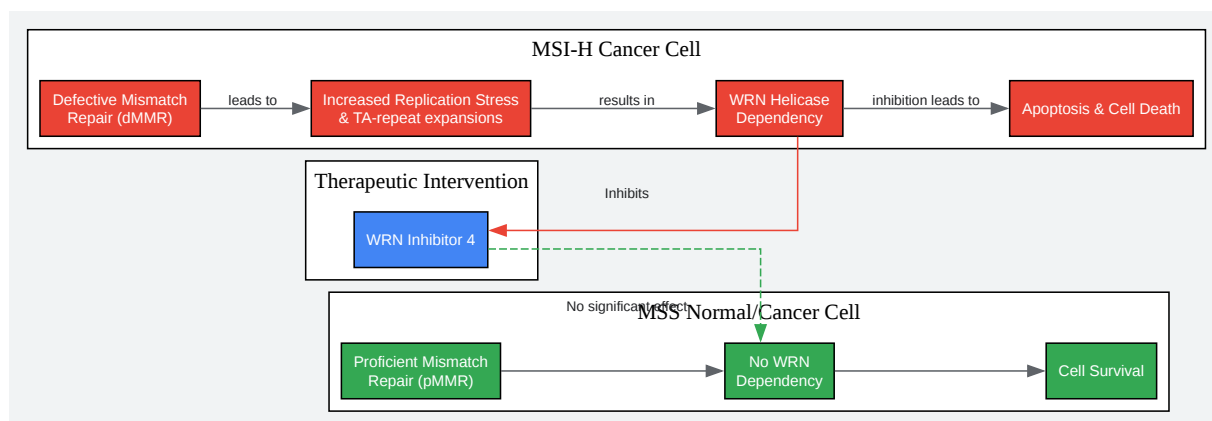 MSI-H Cancer Cell
Defective Mismatch
Repair (dMMR)
leads to
Increased Replication Stress
& TA-repeat expansions
results in
WRN Helicase
Dependency
inhibition leads to
Apoptosis & Cell Death
Therapeutic Intervention
Inhibits
WRN Inhibitor 4
No significant effect
MSS Normal/Cancer Cell
Proficient Mismatch
Repair (pMMR)
No WRN
Dependency
Cell Survival